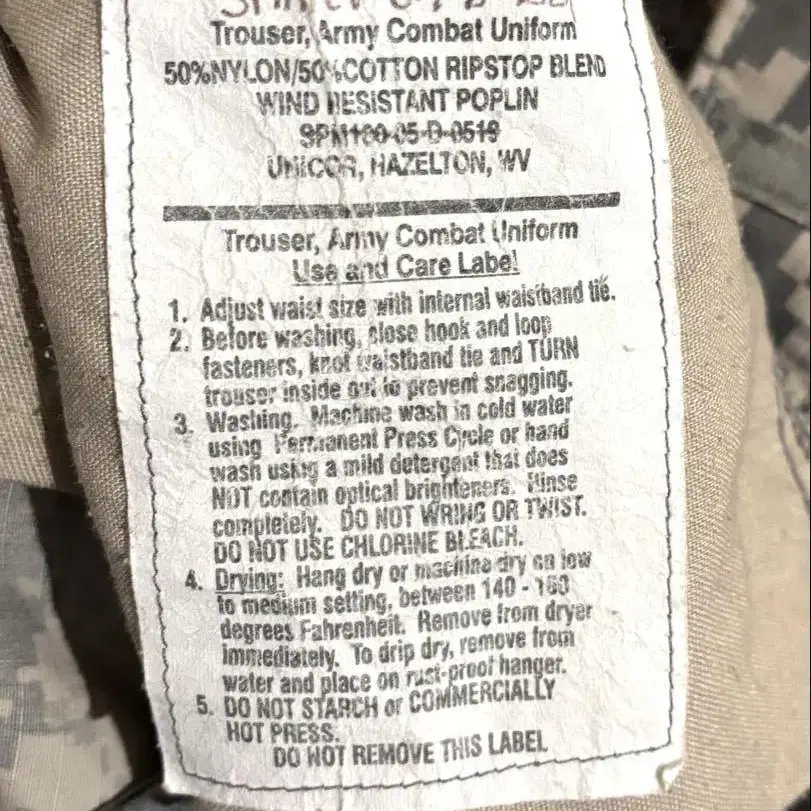 Trouser, Army Combat Uniform
50%NYLON/50%COTTON RIPSTOP BLEND
WIND RESISTANT POPLIN
SPM100-05-D-0519
UNICOR, HAZELTON, WV
Trouser, Army Combat Uniform
Use and Care Label
1. Adjust waist size with internal waistband tie.
2. Before washing, close hook and loop
fasteners, knot waistband tie and TURN
trouser inside out to prevent snagging.
3. Washing. Machine wash in cold water
using Permanent Press Cycle or hand
wash using a mild detergent that does
NOT contain optical brighteners. Rinse
completely. DO NOT WRING OR TWIST.
DO NOT USE CHLORINE BLEACH.
4. Drying: Hang dry or machine dry on low
to medium setting, between 140 -
degrees Fahrenheit. Remove from dryer
immediately. To drip dry, remove from
water and place on rust-proof hanger.
5. DO NOT STARCH or COMMERCIALLY
HOT PRESS.
DO NOT REMOVE THIS LABEL